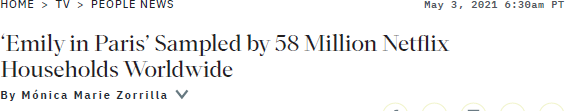 HOME > TV > PEOPLE NEWS
May 3, 2021 6:30am PT
‘Emily in Paris’ Sampled by 58 Million Netflix
Households Worldwide
By Mónica Marie Zorrilla